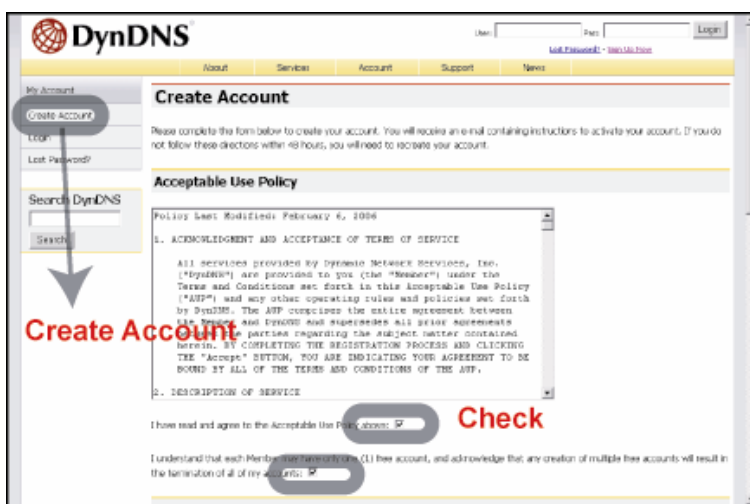 DynDNS
User: Pass: Login
Lost Password? - Sign Up Now
About Services Account Support News
My Account
Create Account
Login
Lost Password?
Search DynDNS
Search
Create Account
Create Account
Please complete the form below to create your account. You will receive an e-mail containing instructions to activate your account. If you do
not follow these directions within 48 hours, you will need to recreate your account.
Acceptable Use Policy
Policy Last Modified: February 6, 2006
1. ACKNOWLEDGMENT AND ACCEPTANCE OF TERMS OF SERVICE
All services provided by Dynamic Network Services, Inc.
("DynDNS") are provided to you (the "Member") under the
Terms and Conditions set forth in this Acceptable Use Policy
("AUP") and any other operating rules and policies set forth
by DynDNS. The AUP comprises the entire agreement between
the Member and DynDNS and supersedes all prior agreements
between the parties regarding the subject matter contained
herein. BY COMPLETING THE REGISTRATION PROCESS AND CLICKING
THE "Accept" BUTTON, YOU ARE INDICATING YOUR AGREEMENT TO BE
BOUND BY ALL OF THE TERMS AND CONDITIONS OF THE AUP.
2. DESCRIPTION OF SERVICE
I have read and agree to the Acceptable Use Policy above:
Check
I understand that each Member may have only one (1) free account, and acknowledge that any creation of multiple free accounts will result in
the termination of all of my accounts: